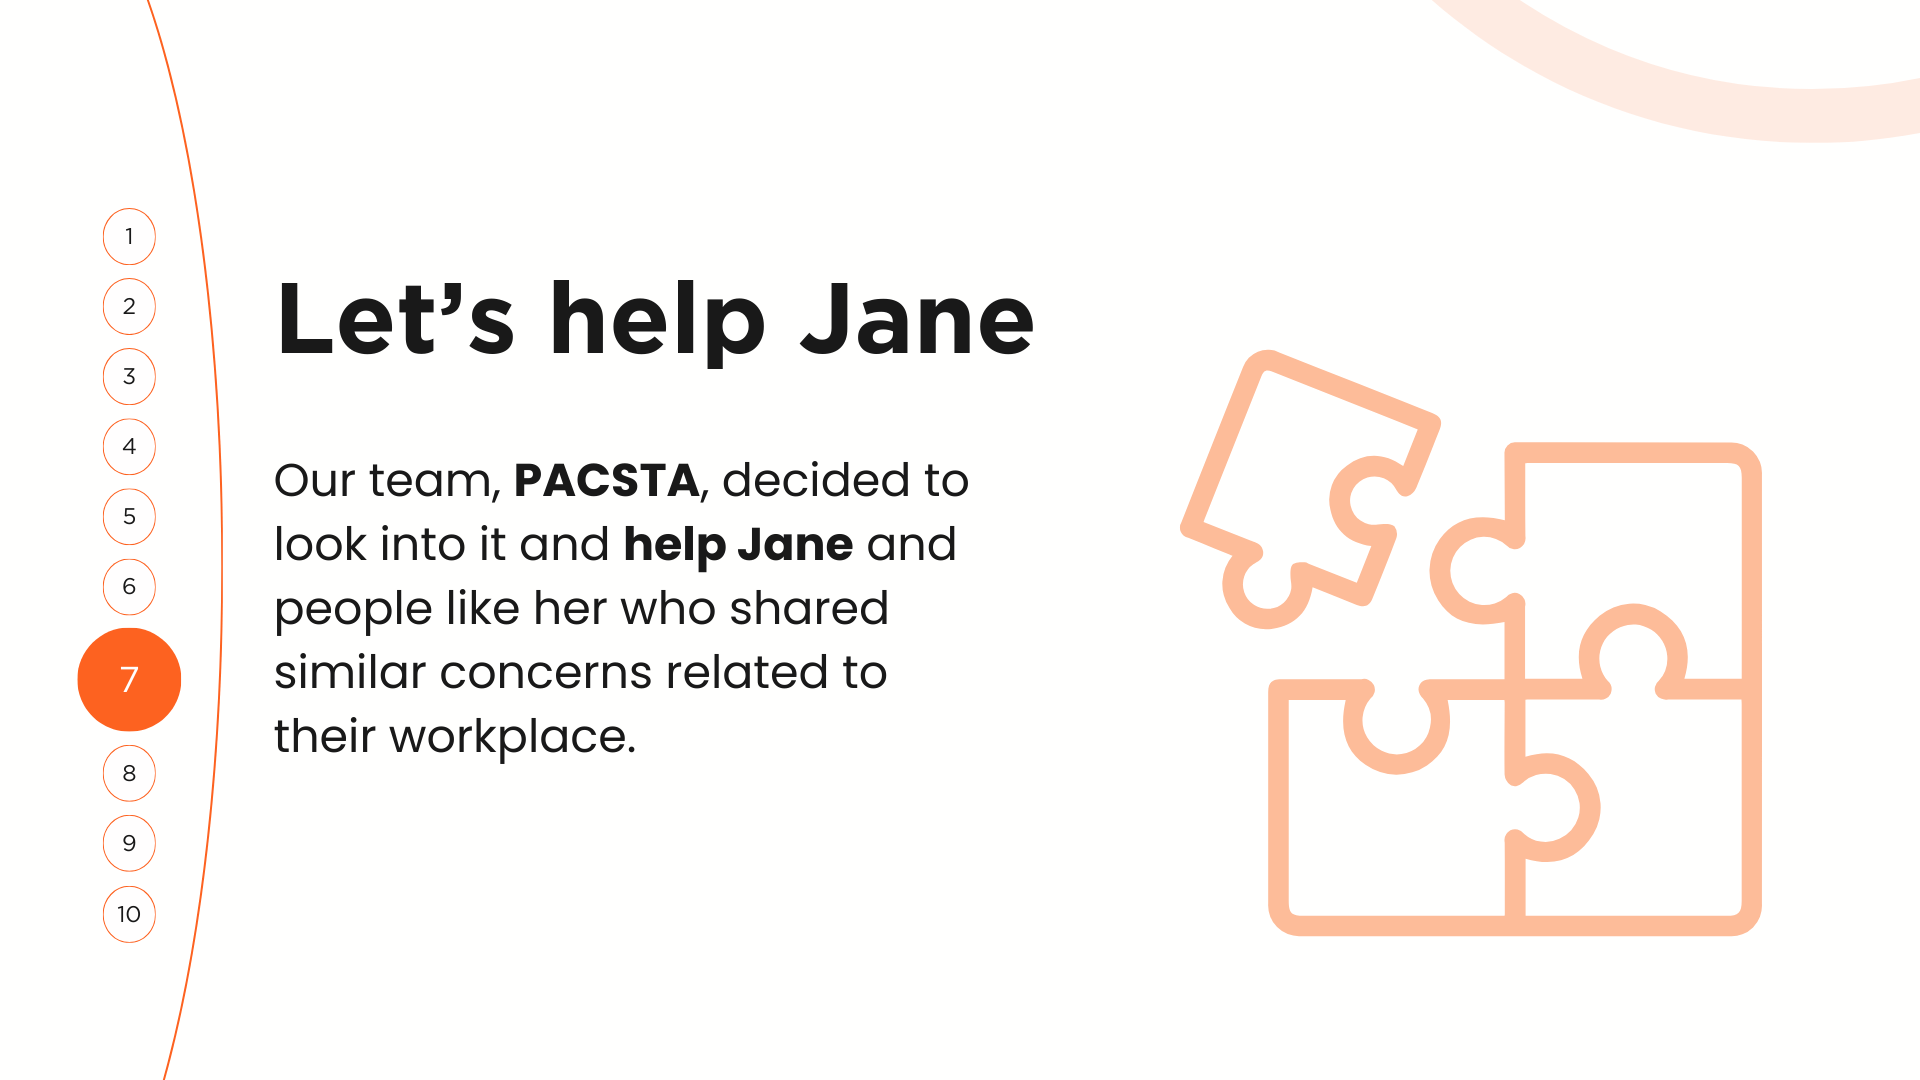 1
2
3
4
5
6
7
8
9
10
Let’s help Jane
Our team, PACSTA, decided to
look into it and help Jane and
people like her who shared
similar concerns related to
their workplace.